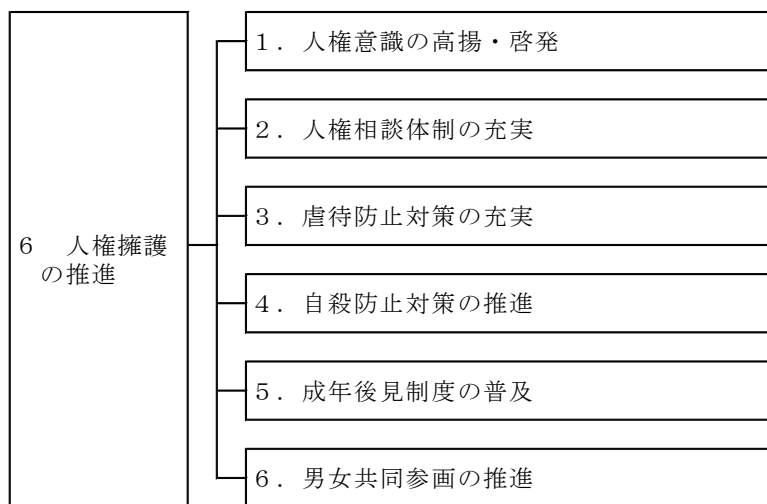 ６　人権擁護
の推進
１．人権意識の高揚・啓発
２．人権相談体制の充実
３．虐待防止対策の充実
４．自殺防止対策の推進
５．成年後見制度の普及
６．男女共同参画の推進